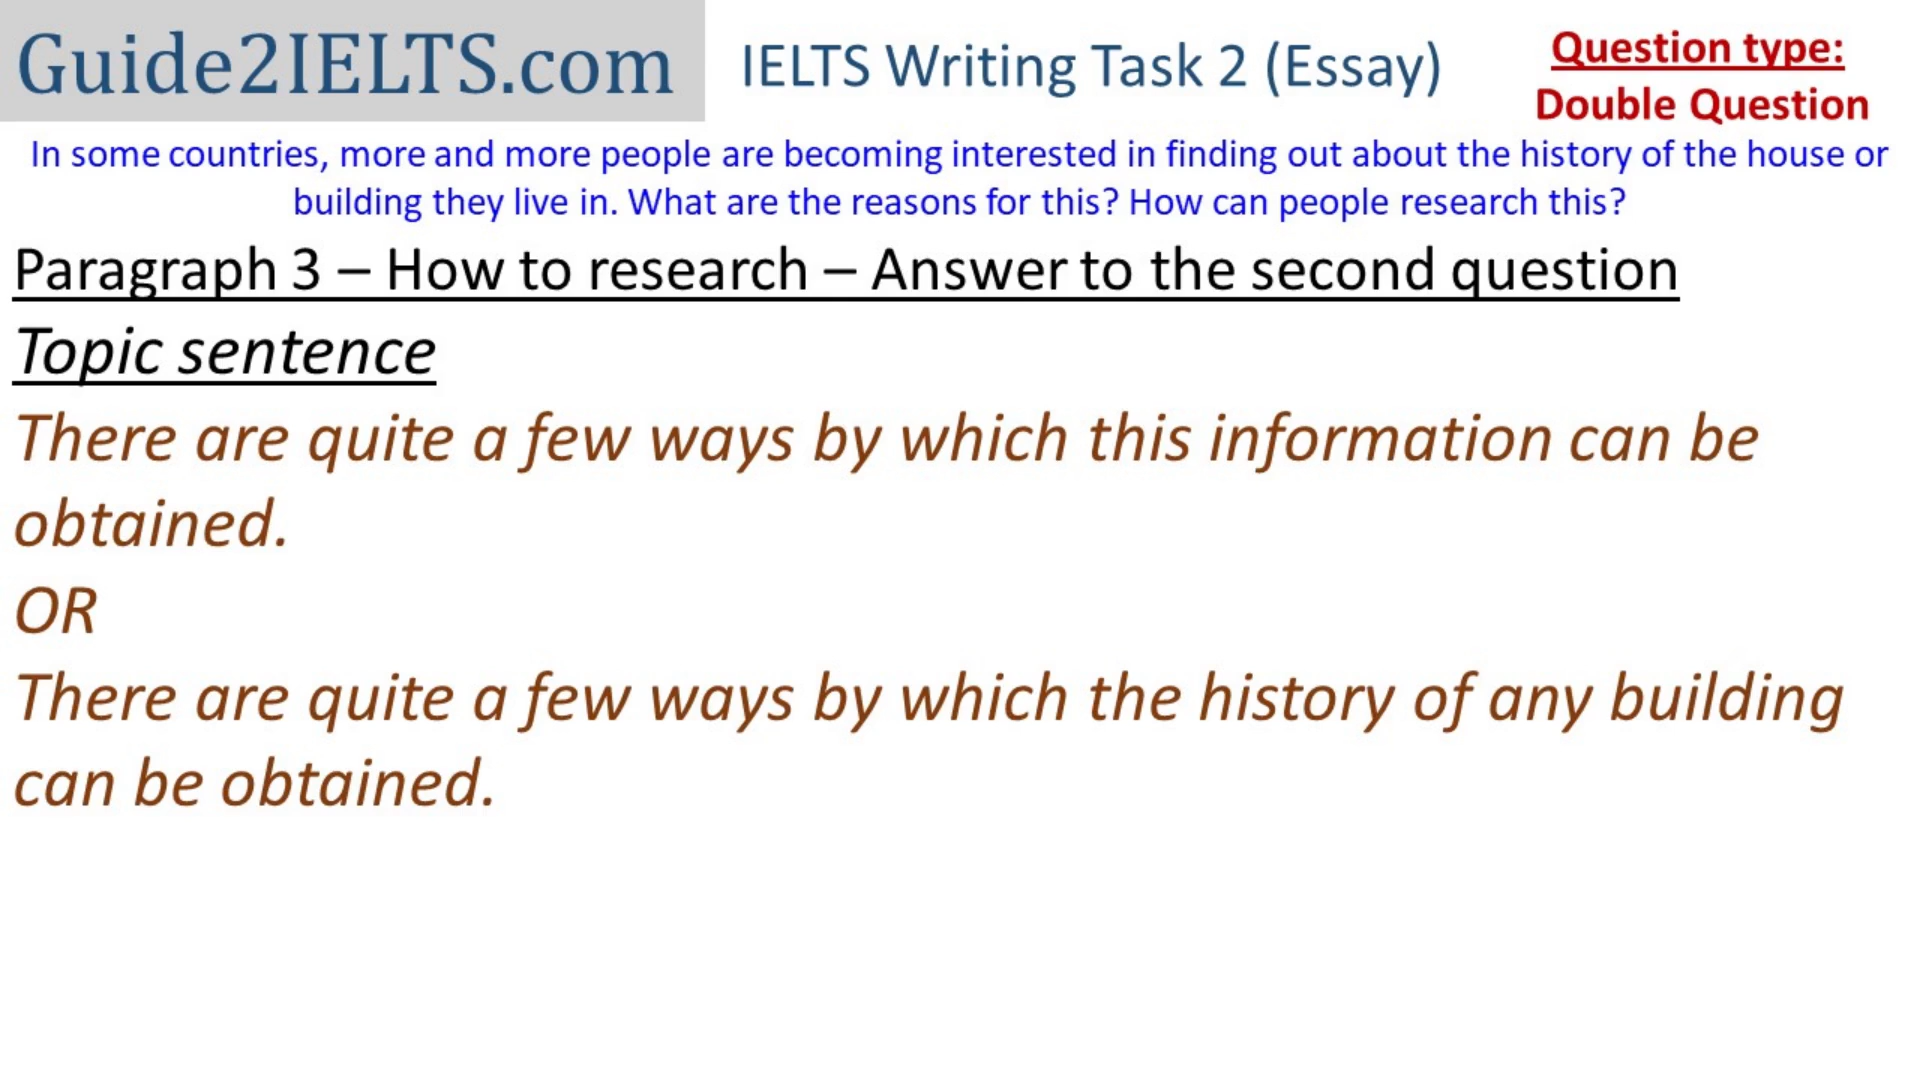 Guide2IELTS.com
IELTS Writing Task 2 (Essay)
Question type:
Double Question
In some countries, more and more people are becoming interested in finding out about the history of the house or
building they live in. What are the reasons for this? How can people research this?
Paragraph 3 – How to research – Answer to the second question
Topic sentence
There are quite a few ways by which this information can be
obtained.
OR
There are quite a few ways by which the history of any building
can be obtained.